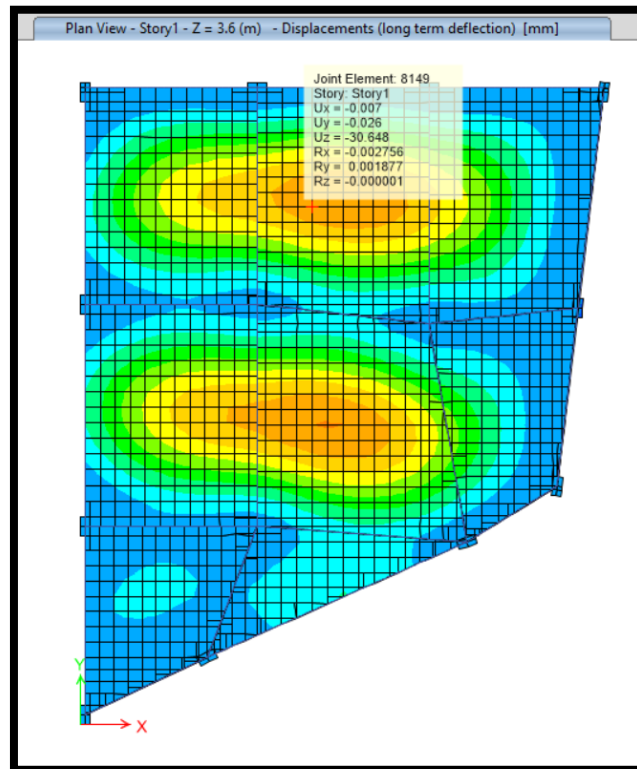 Plan View - Story1 - Z = 3.6 (m)   - Displacements (long term deflection)  [mm]
Joint Element: 8149
Story: Story1
Ux = -0.007
Uy = -0.026
Uz = -30.648
Rx = -0.002756
Ry =  0.001877
Rz = -0.000001
Y
X